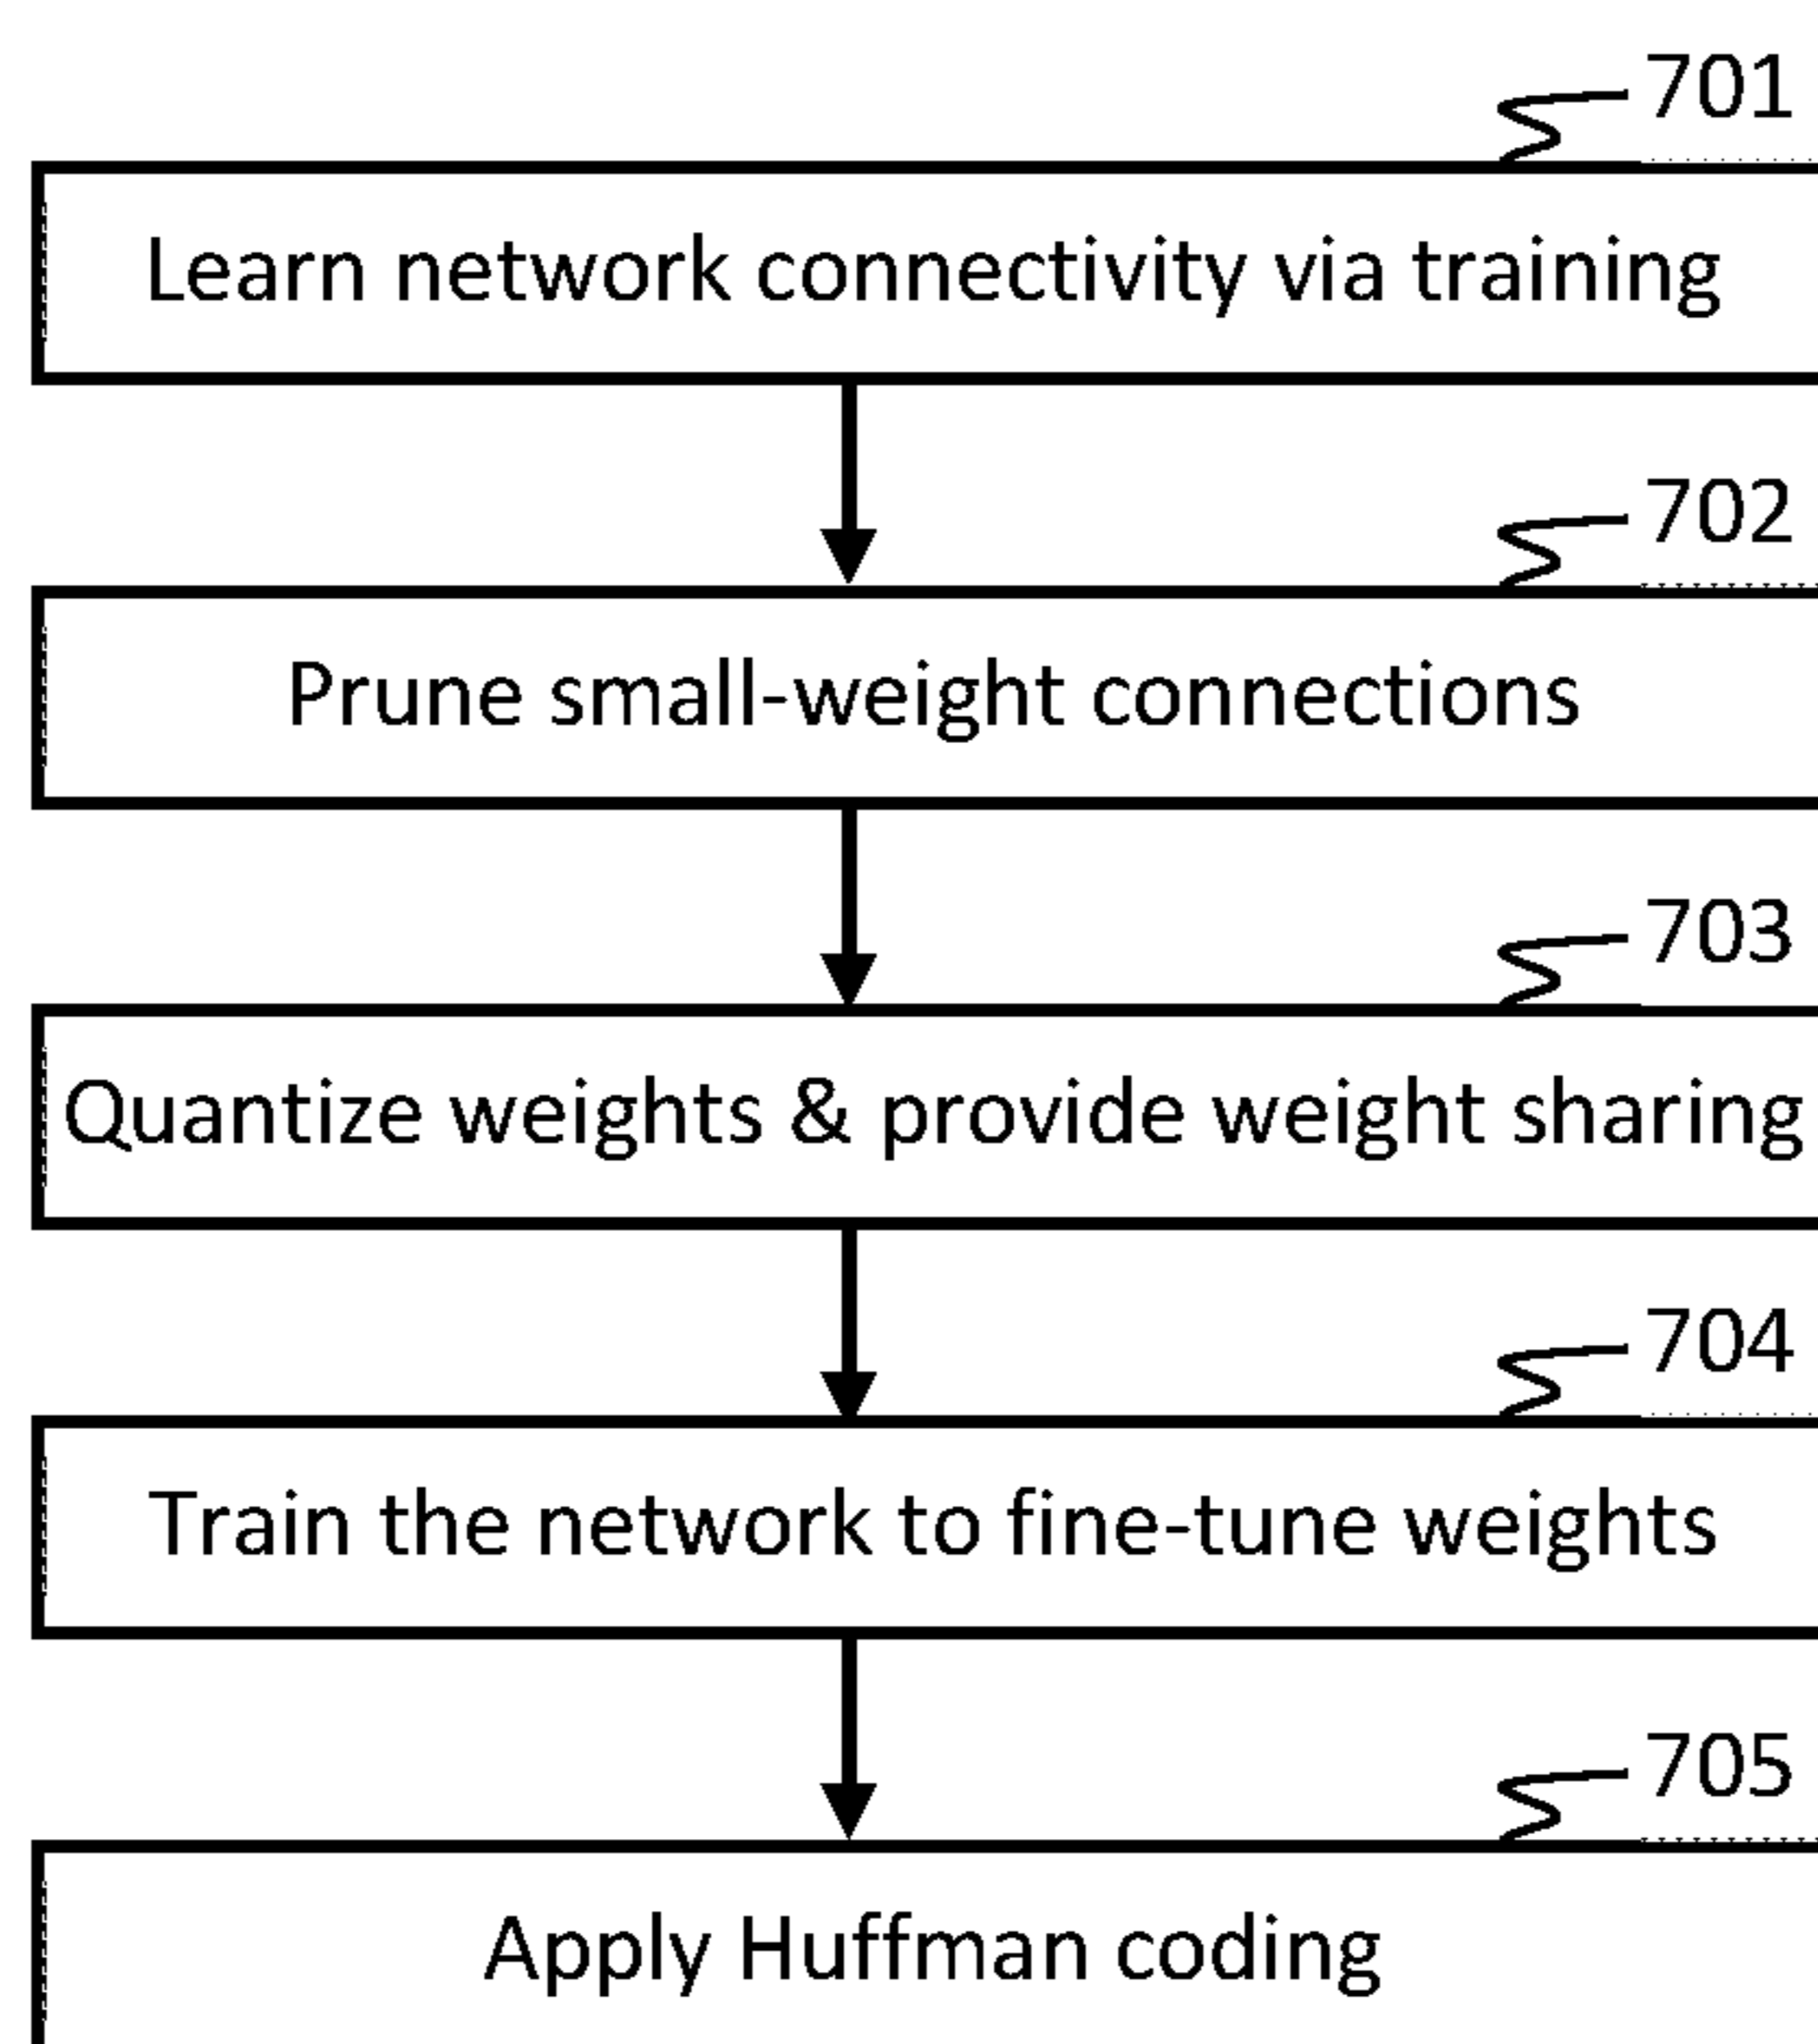 701
Learn network connectivity via training
702
Prune small-weight connections
703
Quantize weights & provide weight sharing
704
Train the network to fine-tune weights
705
Apply Huffman coding